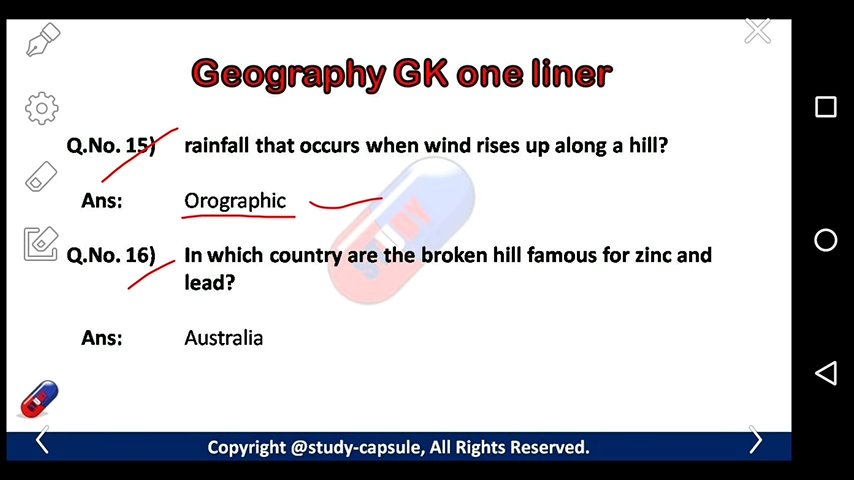 Geography GK one liner
Q.No. 15) rainfall that occurs when wind rises up along a hill?
Ans: Orographic
STUDY
Q.No. 16) In which country are the broken hill famous for zinc and
lead?
Ans: Australia
Copyright @study-capsule, All Rights Reserved.